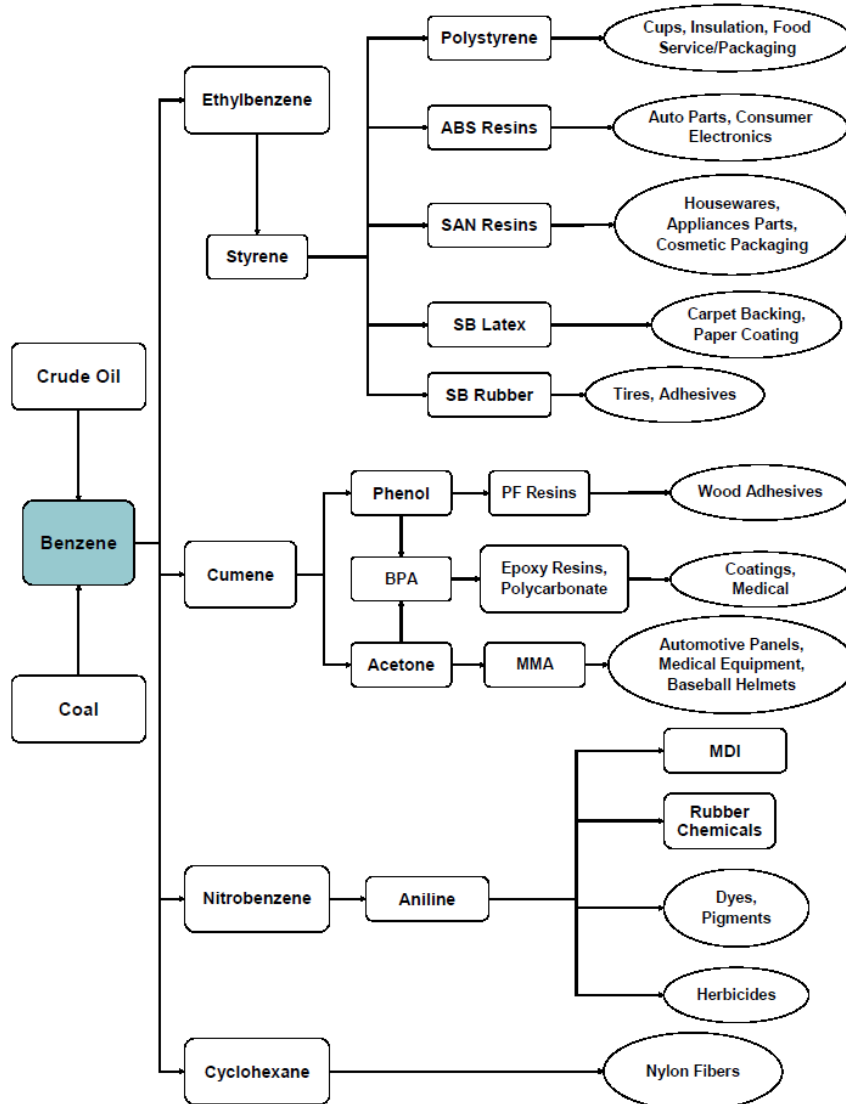 Polystyrene
Cups, Insulation, Food
Service/Packaging
Ethylbenzene
ABS Resins
Auto Parts, Consumer
Electronics
Styrene
SAN Resins
Housewares,
Appliances Parts,
Cosmetic Packaging
SB Latex
Carpet Backing,
Paper Coating
Crude Oil
SB Rubber
Tires, Adhesives
Benzene
Coal
Cumene
Phenol
PF Resins
Wood Adhesives
BPA
Epoxy Resins,
Polycarbonate
Coatings,
Medical
Acetone
MMA
Automotive Panels,
Medical Equipment,
Baseball Helmets
Nitrobenzene
Aniline
MDI
Rubber
Chemicals
Dyes,
Pigments
Herbicides
Cyclohexane
Nylon Fibers